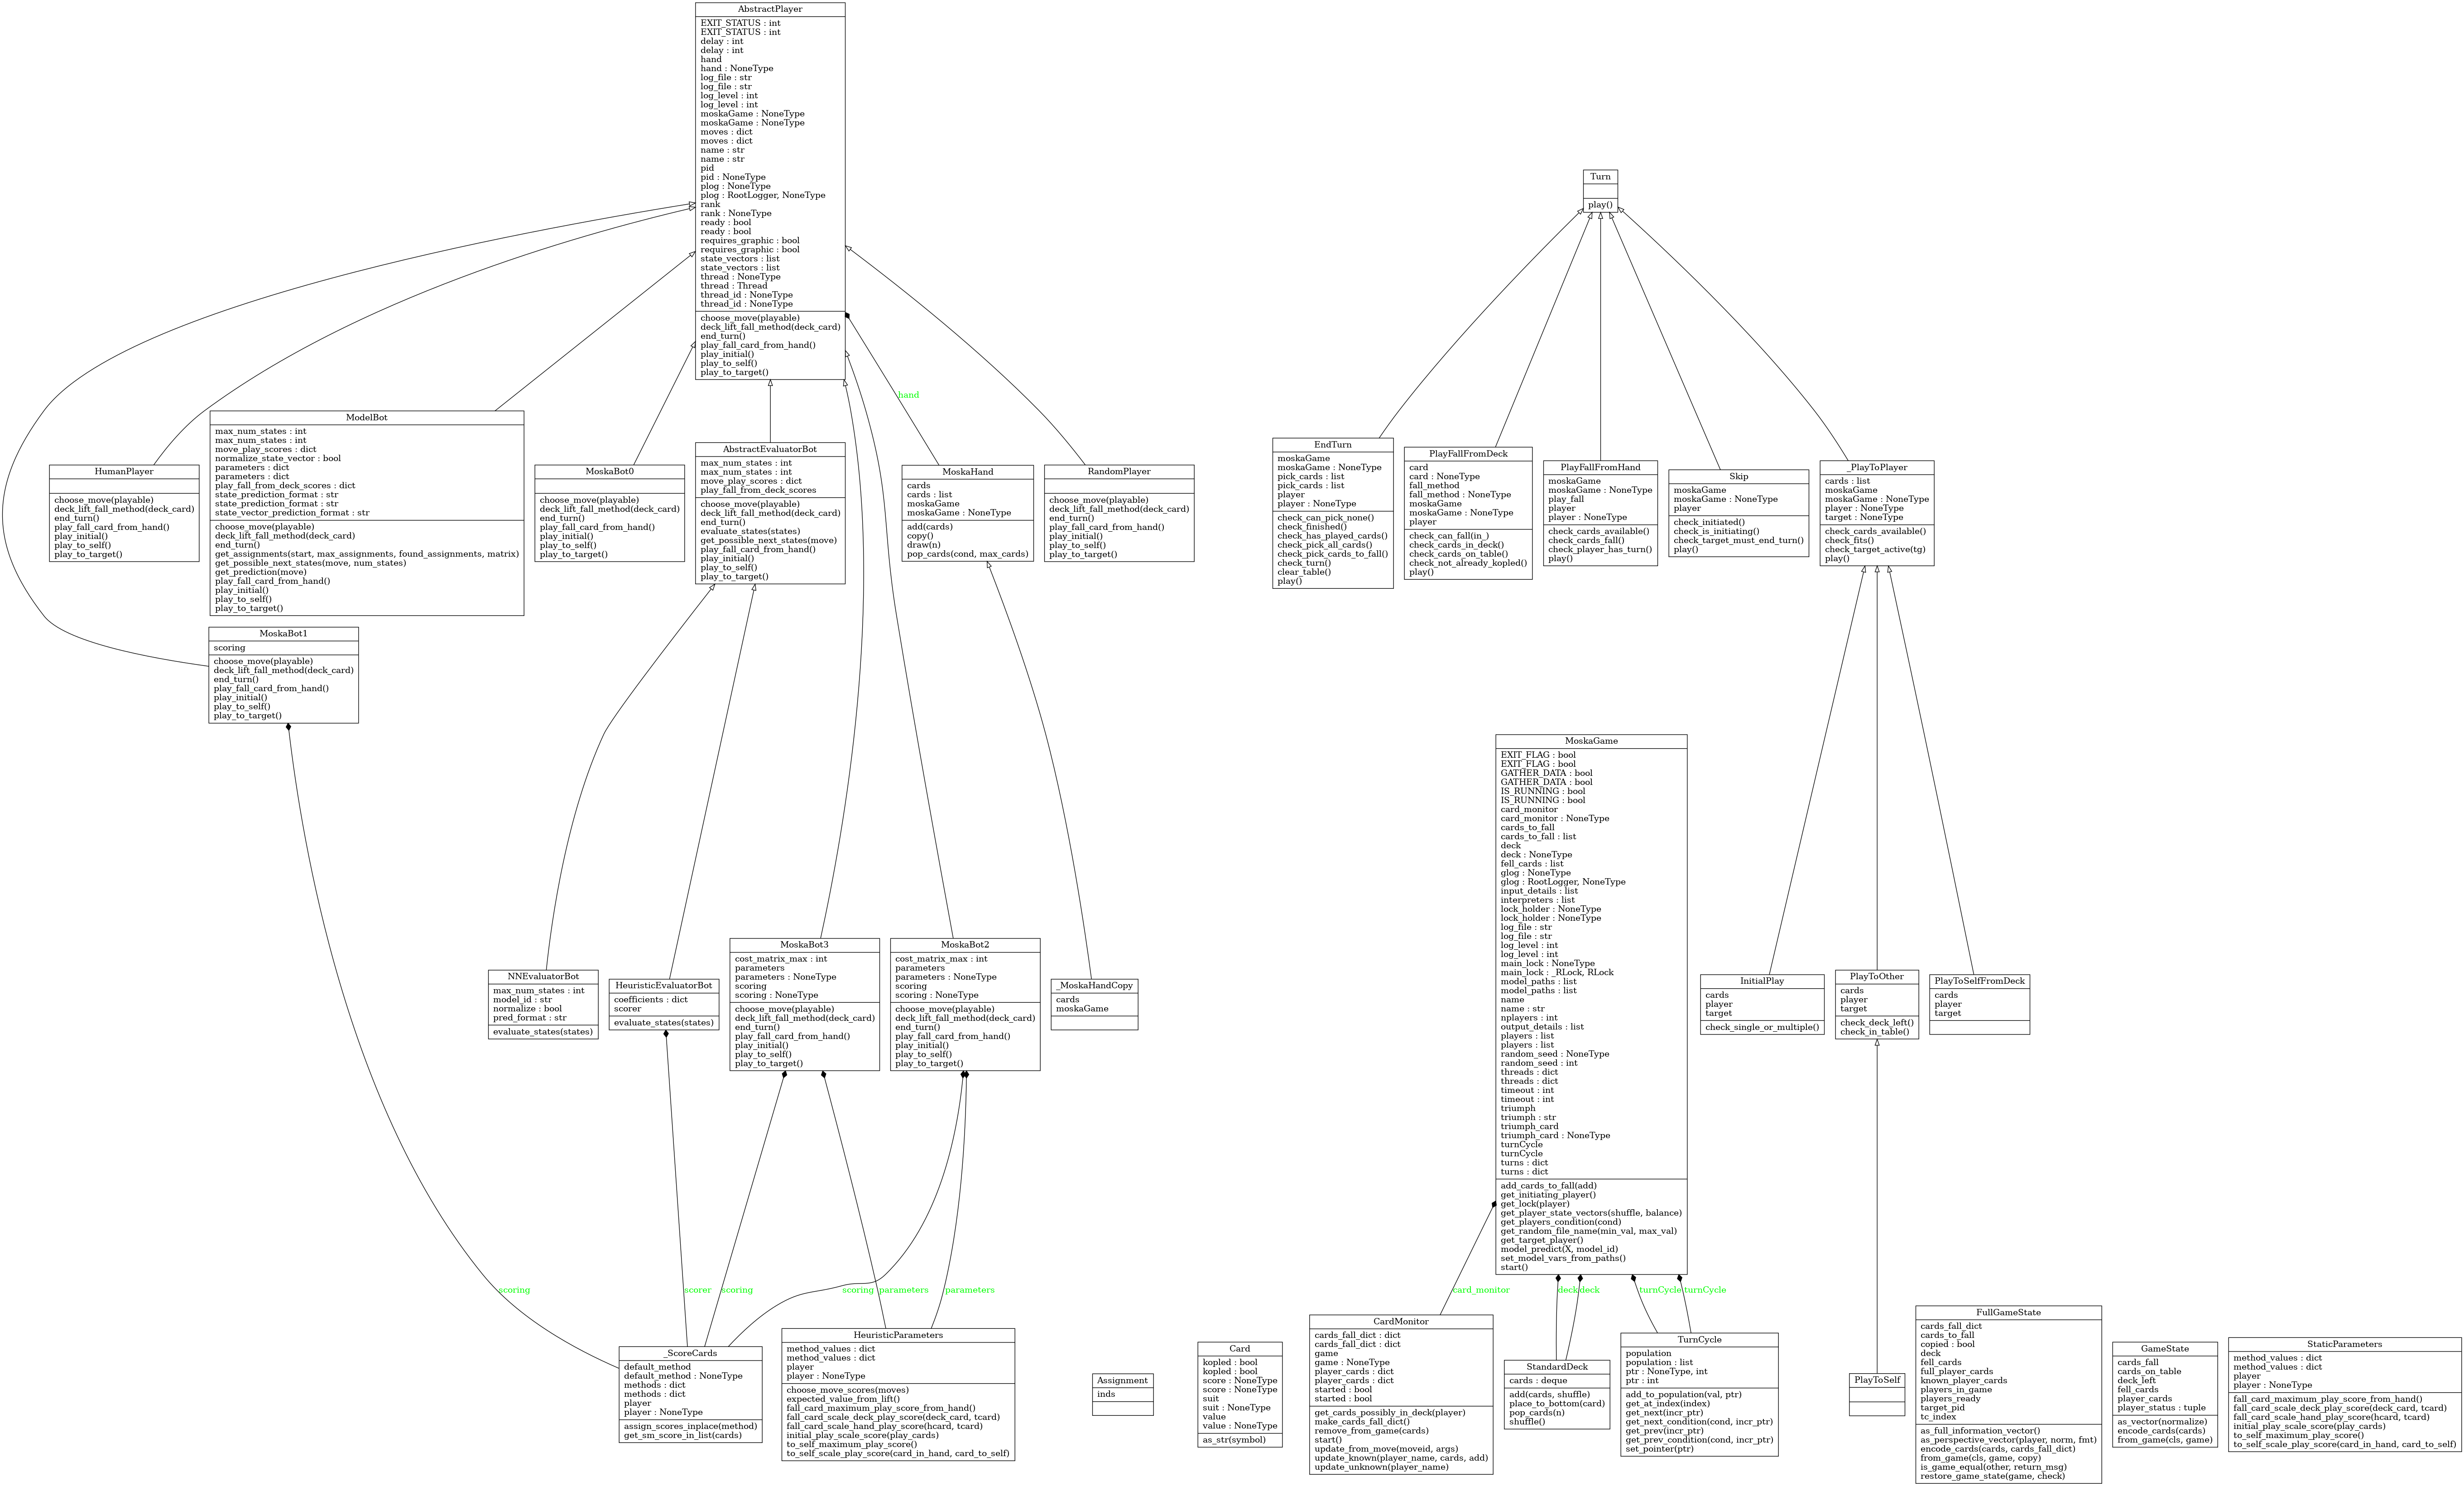 AbstractPlayer
EXIT_STATUS : int
EXIT_STATUS : int
delay : int
delay : int
hand
hand : NoneType
log_file : str
log_file : str
log_level : int
log_level : int
moskaGame : NoneType
moskaGame : NoneType
moves : dict
moves : dict
name : str
name : str
pid
pid : NoneType
plog : NoneType
plog : RootLogger, NoneType
rank
rank : NoneType
ready : bool
ready : bool
requires_graphic : bool
requires_graphic : bool
state_vectors : list
state_vectors : list
thread : NoneType
thread : Thread
thread_id : NoneType
thread_id : NoneType
choose_move(playable)
deck_lift_fall_method(deck_card)
end_turn()
play_fall_card_from_hand()
play_initial()
play_to_self()
play_to_target()
Turn
play()
hand
HumanPlayer
choose_move(playable)
deck_lift_fall_method(deck_card)
end_turn()
play_fall_card_from_hand()
play_initial()
play_to_self()
play_to_target()
ModelBot
max_num_states : int
max_num_states : int
move_play_scores : dict
normalize_state_vector : bool
parameters : dict
parameters : dict
play_fall_from_deck_scores : dict
state_prediction_format : str
state_prediction_format : str
state_vector_prediction_format : str
choose_move(playable)
deck_lift_fall_method(deck_card)
end_turn()
get_assignments(start, max_assignments, found_assignments, matrix)
get_possible_next_states(move, num_states)
get_prediction(move)
play_fall_card_from_hand()
play_initial()
play_to_self()
play_to_target()
MoskaBot0
choose_move(playable)
deck_lift_fall_method(deck_card)
end_turn()
play_fall_card_from_hand()
play_initial()
play_to_self()
play_to_target()
AbstractEvaluatorBot
max_num_states : int
max_num_states : int
move_play_scores : dict
play_fall_from_deck_scores
choose_move(playable)
deck_lift_fall_method(deck_card)
end_turn()
evaluate_states(states)
get_possible_next_states(move)
play_fall_card_from_hand()
play_initial()
play_to_self()
play_to_target()
MoskaHand
cards
cards : list
moskaGame
moskaGame : NoneType
add(cards)
copy()
draw(n)
pop_cards(cond, max_cards)
RandomPlayer
choose_move(playable)
deck_lift_fall_method(deck_card)
end_turn()
play_fall_card_from_hand()
play_initial()
play_to_self()
play_to_target()
EndTurn
moskaGame
moskaGame : NoneType
pick_cards : list
pick_cards : list
player
player : NoneType
check_can_pick_none()
check_finished()
check_has_played_cards()
check_pick_all_cards()
check_pick_cards_to_fall()
check_turn()
clear_table()
play()
PlayFallFromDeck
card
card : NoneType
fall_method
fall_method : NoneType
moskaGame
moskaGame : NoneType
player
check_can_fall(in_)
check_cards_in_deck()
check_cards_on_table()
check_not_already_kopled()
play()
PlayFallFromHand
moskaGame
moskaGame : NoneType
play_fall
player
player : NoneType
check_cards_available()
check_cards_fall()
check_player_has_turn()
play()
Skip
moskaGame
moskaGame : NoneType
player
check_initiated()
check_is_initiating()
check_target_must_end_turn()
play()
_PlayToPlayer
cards : list
moskaGame
moskaGame : NoneType
player : NoneType
target : NoneType
check_cards_available()
check_fits()
check_target_active(tg)
play()
MoskaBot1
scoring
choose_move(playable)
deck_lift_fall_method(deck_card)
end_turn()
play_fall_card_from_hand()
play_initial()
play_to_self()
play_to_target()
MoskaGame
EXIT_FLAG : bool
EXIT_FLAG : bool
GATHER_DATA : bool
GATHER_DATA : bool
IS_RUNNING : bool
IS_RUNNING : bool
card_monitor
card_monitor : NoneType
cards_to_fall
cards_to_fall : list
deck
deck : NoneType
fell_cards : list
glog : NoneType
glog : RootLogger, NoneType
input_details : list
interpreters : list
lock_holder : NoneType
lock_holder : NoneType
log_file : str
log_file : str
log_level : int
log_level : int
main_lock : NoneType
main_lock : _RLock, RLock
model_paths : list
model_paths : list
name
name : str
nplayers : int
output_details : list
players : list
players : list
random_seed : NoneType
random_seed : int
threads : dict
threads : dict
timeout : int
timeout : int
triumph
triumph : str
triumph_card
triumph_card : NoneType
turnCycle
turnCycle
turns : dict
turns : dict
add_cards_to_fall(add)
get_initiating_player()
get_lock(player)
get_player_state_vectors(shuffle, balance)
get_players_condition(cond)
get_random_file_name(min_val, max_val)
get_target_player()
model_predict(X, model_id)
set_model_vars_from_paths()
start()
NNEvaluatorBot
max_num_states : int
model_id : str
normalize : bool
pred_format : str
evaluate_states(states)
HeuristicEvaluatorBot
coefficients : dict
scorer
evaluate_states(states)
MoskaBot3
cost_matrix_max : int
parameters
parameters : NoneType
scoring
scoring : NoneType
choose_move(playable)
deck_lift_fall_method(deck_card)
end_turn()
play_fall_card_from_hand()
play_initial()
play_to_self()
play_to_target()
MoskaBot2
cost_matrix_max : int
parameters
parameters : NoneType
scoring
scoring : NoneType
choose_move(playable)
deck_lift_fall_method(deck_card)
end_turn()
play_fall_card_from_hand()
play_initial()
play_to_self()
play_to_target()
_MoskaHandCopy
cards
moskaGame
InitialPlay
cards
player
target
check_single_or_multiple()
PlayToOther
cards
player
target
check_deck_left()
check_in_table()
PlayToSelfFromDeck
cards
player
target
scoring
scorer
scoring
scoring
parameters
parameters
card_monitor
deck
deck
turnCycle
turnCycle
_ScoreCards
default_method
default_method : NoneType
methods : dict
methods : dict
player
player : NoneType
assign_scores_inplace(method)
get_sm_score_in_list(cards)
HeuristicParameters
method_values : dict
method_values : dict
player
player : NoneType
choose_move_scores(moves)
expected_value_from_lift()
fall_card_maximum_play_score_from_hand()
fall_card_scale_deck_play_score(deck_card, tcard)
fall_card_scale_hand_play_score(hcard, tcard)
initial_play_scale_score(play_cards)
to_self_maximum_play_score()
to_self_scale_play_score(card_in_hand, card_to_self)
Assignment
inds
Card
kopled : bool
kopled : bool
score : NoneType
score : NoneType
suit
suit : NoneType
value
value : NoneType
as_str(symbol)
CardMonitor
cards_fall_dict : dict
cards_fall_dict : dict
game
game : NoneType
player_cards : dict
player_cards : dict
started : bool
started : bool
get_cards_possibly_in_deck(player)
make_cards_fall_dict()
remove_from_game(cards)
start()
update_from_move(moveid, args)
update_known(player_name, cards, add)
update_unknown(player_name)
StandardDeck
cards : deque
add(cards, shuffle)
place_to_bottom(card)
pop_cards(n)
shuffle()
TurnCycle
population
population : list
ptr : NoneType, int
ptr : int
add_to_population(val, ptr)
get_at_index(index)
get_next(incr_ptr)
get_next_condition(cond, incr_ptr)
get_prev(incr_ptr)
get_prev_condition(cond, incr_ptr)
set_pointer(ptr)
PlayToSelf
FullGameState
cards_fall_dict
cards_to_fall
copied : bool
deck
fell_cards
full_player_cards
known_player_cards
players_in_game
players_ready
target_pid
tc_index
as_full_information_vector()
as_perspective_vector(player, norm, fmt)
encode_cards(cards, cards_fall_dict)
from_game(cls, game, copy)
is_game_equal(other, return_msg)
restore_game_state(game, check)
GameState
cards_fall
cards_on_table
deck_left
fell_cards
player_cards
player_status : tuple
as_vector(normalize)
encode_cards(cards)
from_game(cls, game)
StaticParameters
method_values : dict
method_values : dict
player
player : NoneType
fall_card_maximum_play_score_from_hand()
fall_card_scale_deck_play_score(deck_card, tcard)
fall_card_scale_hand_play_score(hcard, tcard)
initial_play_scale_score(play_cards)
to_self_maximum_play_score()
to_self_scale_play_score(card_in_hand, card_to_self)